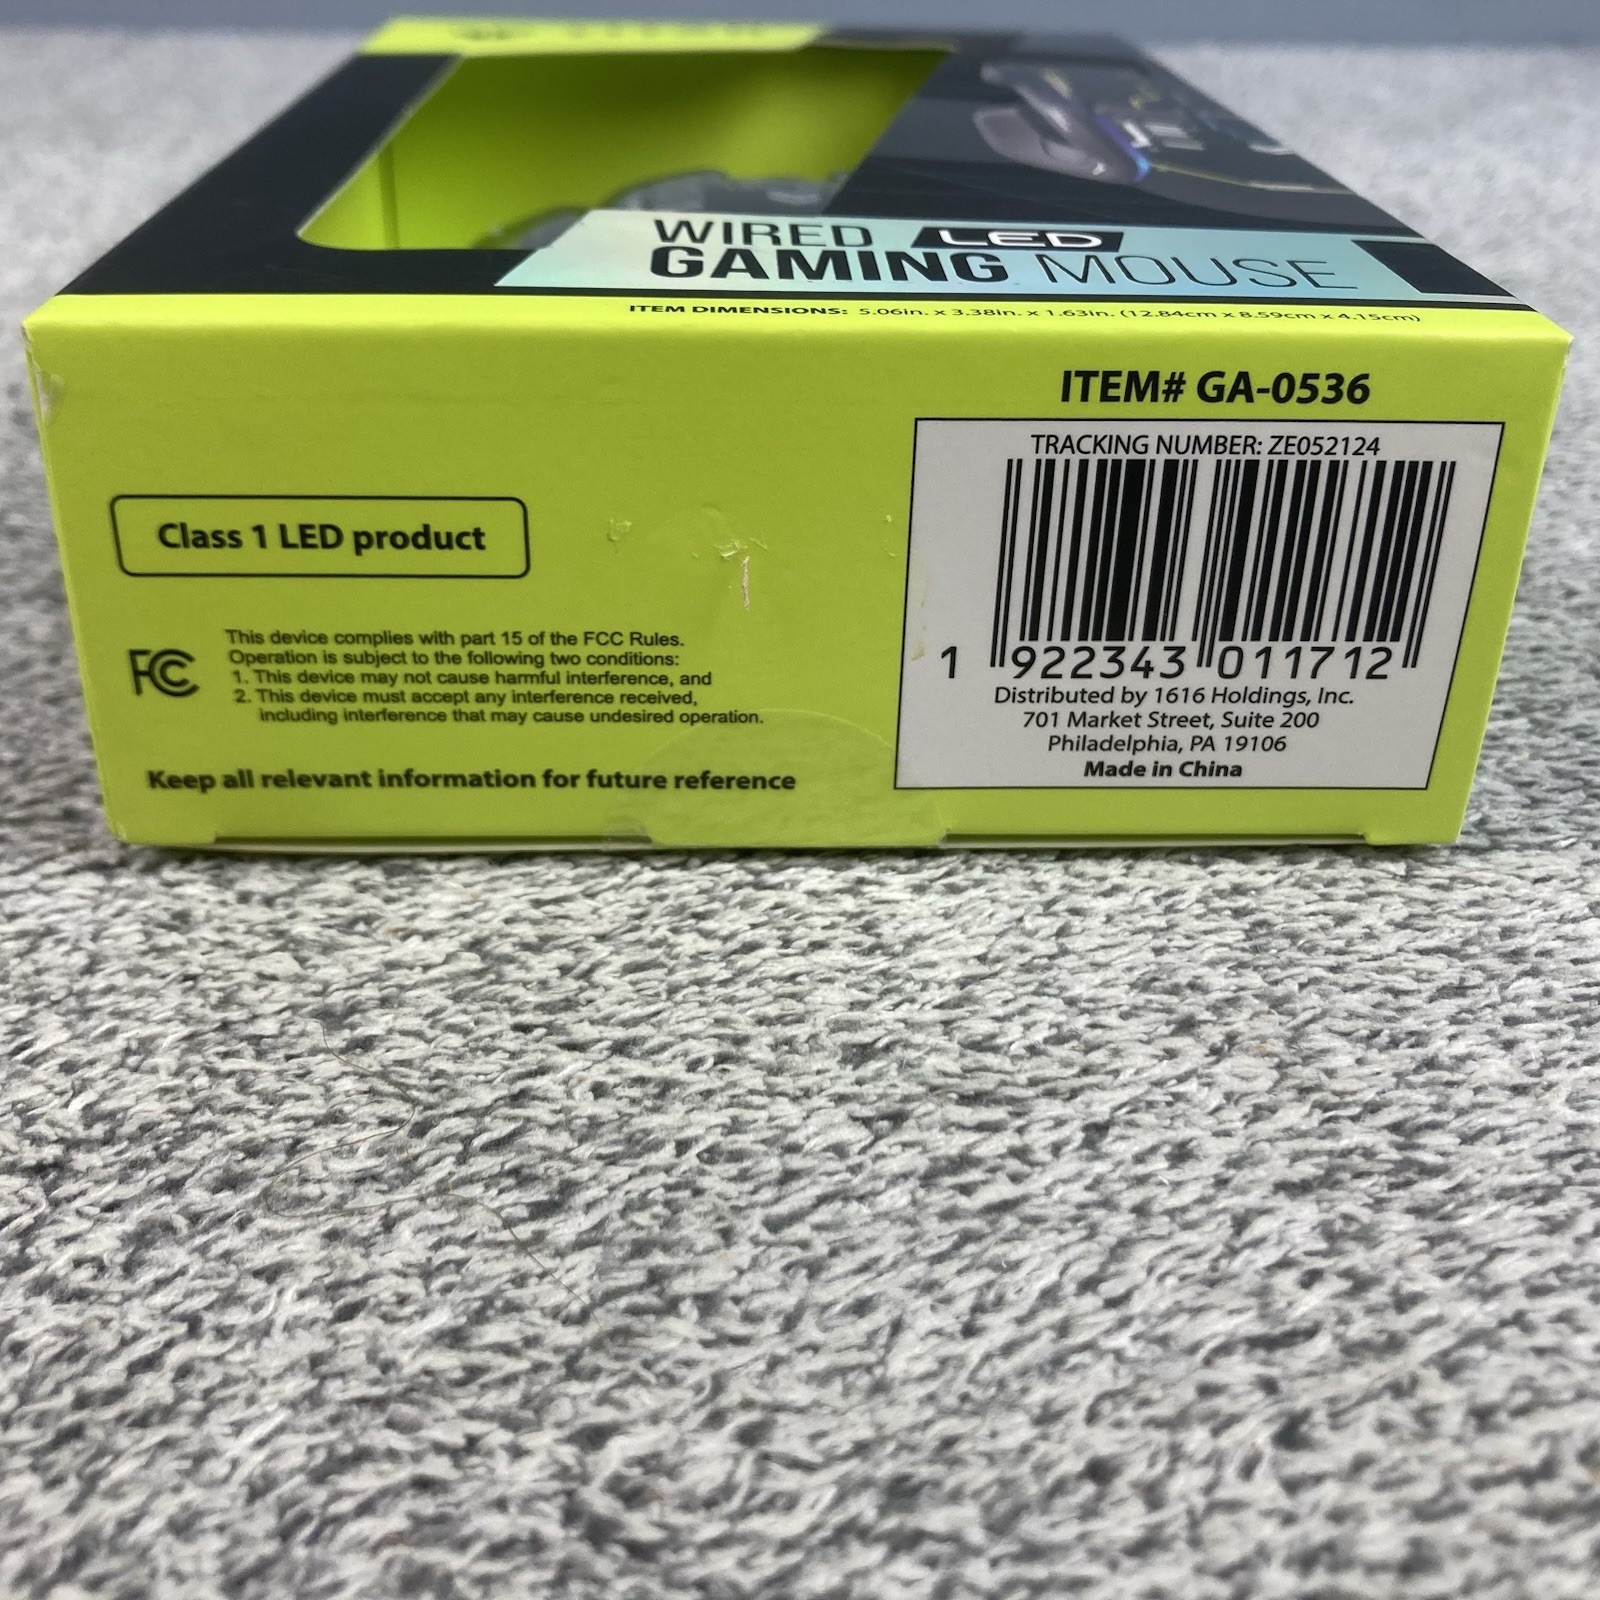 WIRED LED
GAMING MOUSE
ITEM DIMENSIONS: 5.06in. x 3.38in. x 1.63in. (12.84cm x 8.59cm x 4.15cm)
ITEM# GA-0536
TRACKING NUMBER: ZE052124
1 922343 011712
Distributed by 1616 Holdings, Inc.
701 Market Street, Suite 200
Philadelphia, PA 19106
Made in China
Class 1 LED product
FC
This device complies with part 15 of the FCC Rules.
Operation is subject to the following two conditions:
1. This device may not cause harmful interference, and
2. This device must accept any interference received,
including interference that may cause undesired operation.
Keep all relevant information for future reference